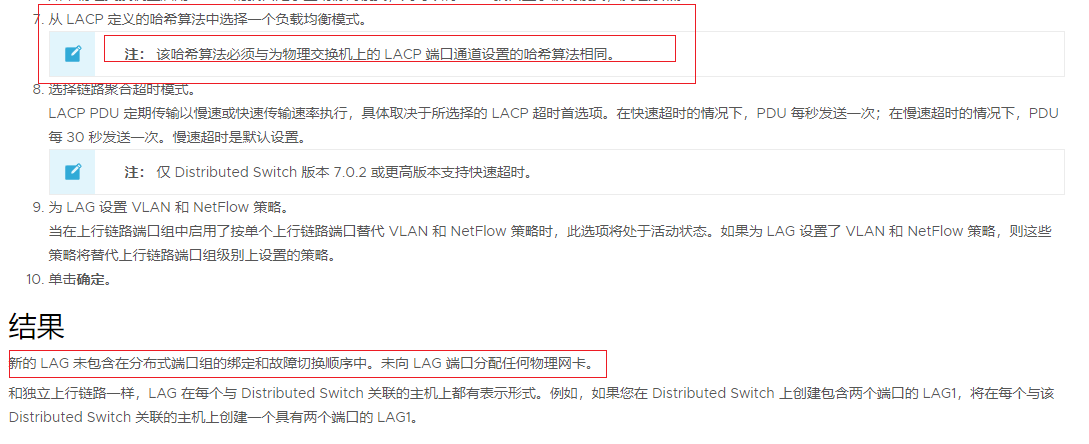 7. 从 LACP 定义的哈希算法中选择一个负载均衡模式。
注： 该哈希算法必须与为物理交换机上的 LACP 端口通道设置的哈希算法相同。
8. 选择链路聚合超时模式。
LACP PDU 定期传输以慢速或快速传输速率执行，具体取决于所选择的 LACP 超时首选项。在快速超时的情况下，PDU 每秒发送一次；在慢速超时的情况下，PDU
每 30 秒发送一次。慢速超时是默认设置。
注： 仅 Distributed Switch 版本 7.0.2 或更高版本支持快速超时。
9. 为 LAG 设置 VLAN 和 NetFlow 策略。
当在上行链路端口组中启用了按单个上行链路端口替代 VLAN 和 NetFlow 策略时，此选项将处于活动状态。如果为 LAG 设置了 VLAN 和 NetFlow 策略，则这些
策略将替代上行链路端口组级别上设置的策略。
10. 单击确定。
结果
新的 LAG 未包含在分布式端口组的绑定和故障切换顺序中。未向 LAG 端口分配任何物理网卡。
和独立上行链路一样，LAG 在每个与 Distributed Switch 关联的主机上都有表示形式。例如，如果您在 Distributed Switch 上创建包含两个端口的 LAG1，将在每个与该
Distributed Switch 关联的主机上创建一个具有两个端口的 LAG1。